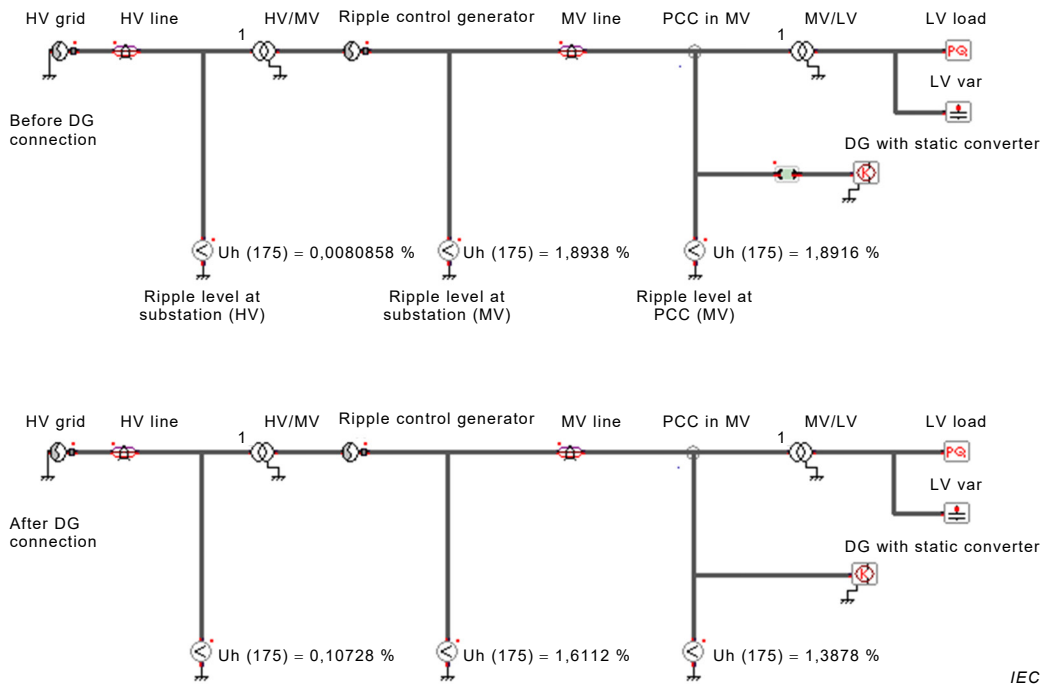 HV grid HV line HV/MV Ripple control generator MV line PCC in MV MV/LV LV load
1 1
PQ
LV var
Before DG
connection
DG with static converter
K
Uh (175) = 0,0080858 % Uh (175) = 1,8938 % Uh (175) = 1,8916 %
Ripple level at Ripple level at Ripple level at
substation (HV) substation (MV) PCC (MV)
HV grid HV line HV/MV Ripple control generator MV line PCC in MV MV/LV LV load
1 1
PQ
LV var
After DG
connection
DG with static converter
K
Uh (175) = 0,10728 % Uh (175) = 1,6112 % Uh (175) = 1,3878 %
IEC